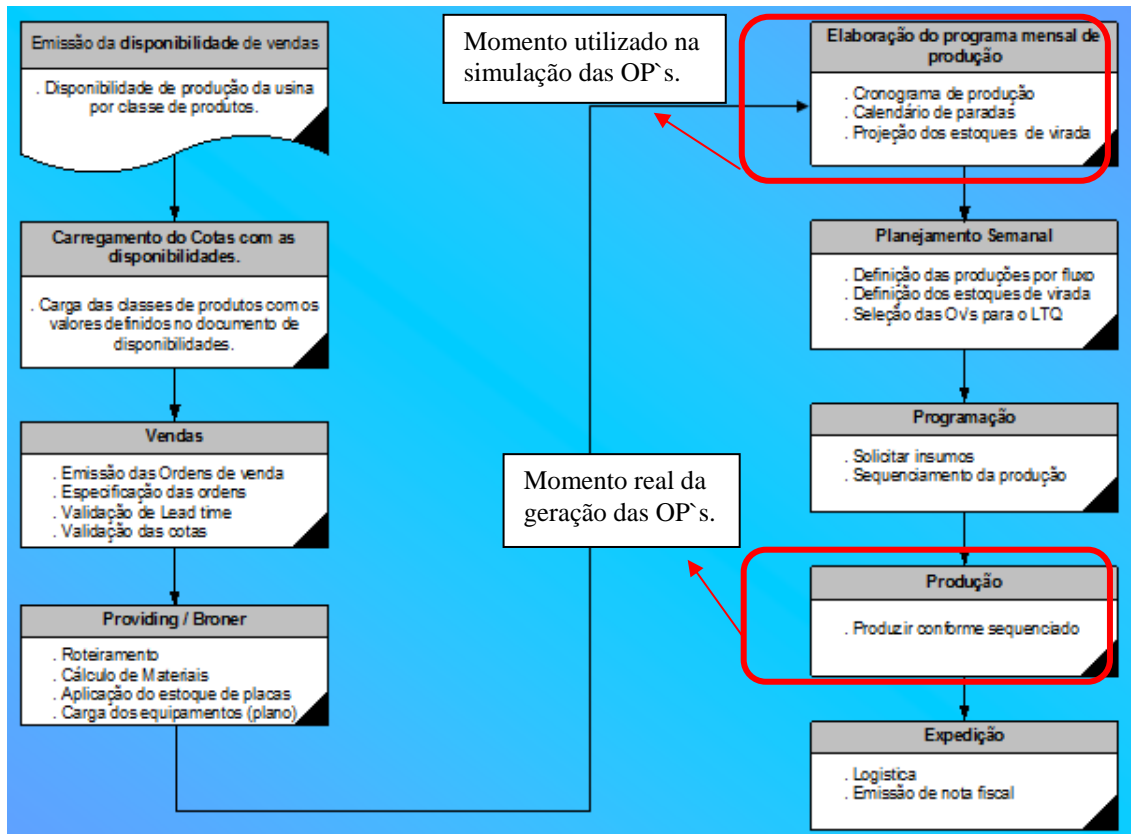 Emissão da disponibilidade de vendas
. Disponibilidade de produção da usina
por classe de produtos.
Carregamento do Cotas com as
disponibilidades.
. Carga das classes de produtos com os
valores definidos no documento de
disponibilidades.
Vendas
. Emissão das Ordens de venda
. Especificação das ordens
. Validação de Lead time
. Validação das cotas
Providing / Broner
. Roteiramento
. Cálculo de Materiais
. Aplicação do estoque de placas
. Carga dos equipamentos (plano)
Momento utilizado na
simulação das OP`s.
Momento real da
geração das OP`s.
Elaboração do programa mensal de
produção
. Cronograma de produção
. Calendário de paradas
. Projeção dos estoques de virada
Planejamento Semanal
. Definição das produções por fluxo
. Definição dos estoques de virada
. Seleção das Ov's para o LTQ
Programação
. Solicitar insumos
. Sequenciamento da produção
Produção
. Produzir conforme sequenciado
Expedição
. Logistica
. Emissão de nota fiscal